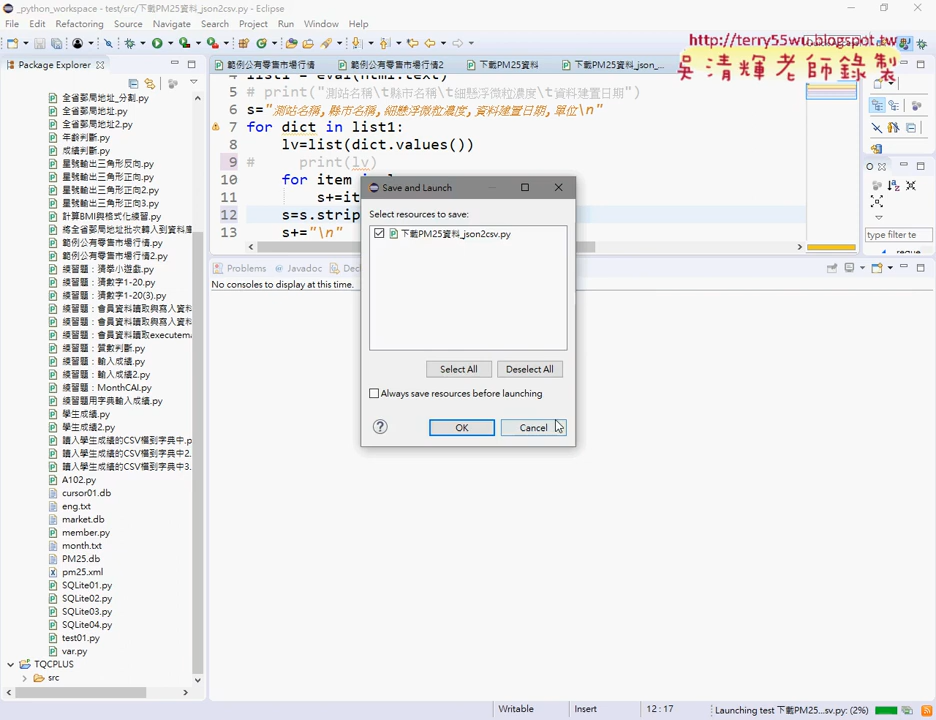 _python_workspace - test/src/下載PM25資料_json2csv.py - Eclipse
File Edit Refactoring Source Navigate Search Project Run Window Help
http://terry55wu.blogspot.tw
吳清輝老師錄製
Package Explorer
範例公有零售市場行情
範例公有零售市場行情2
下載PM25資料
下載PM25資料_json_...
全省郵局地址_分割.py
全省郵局地址.py
全省郵局地址2.py
年齡判斷.py
成績判斷.py
星號輸出三角形反向.py
星號輸出三角形正向.py
星號輸出三角形正向2.py
計算BMI與格式化練習.py
將全省郵局地址批次轉入到資料庫
範例公有零售市場行情.py
範例公有零售市場行情2.py
練習題：猜數學小遊戲.py
練習題：猜數字1-20.py
練習題：猜數字1-20(3).py
練習題：會員資料讀取與寫入資料
練習題：會員資料讀取與寫入資料
練習題：會員資料讀取executema
練習題：質數判斷.py
練習題：輸入成績.py
練習題：輸入成績2.py
練習題：MonthCAI.py
練習題用字典輸入成績.py
學生成績.py
學生成績2.py
讀入學生成績的CSV檔到字典中.p
讀入學生成績的CSV檔到字典中2.
讀入學生成績的CSV檔到字典中3.
A102.py
cursor01.db
eng.txt
market.db
member.py
month.txt
PM25.db
pm25.xml
SQLite01.py
SQLite02.py
SQLite03.py
SQLite04.py
test01.py
var.py
TQCPLUS
src
4 list1 = eval(html.text)
5 # print("測站名稱\t縣市名稱\t細懸浮微粒濃度\t資料建置日期")
6 s="測站名稱,縣市名稱,細懸浮微粒濃度,資料建置日期,單位\n"
7 for dict in list1:
8 lv=list(dict.values())
9 # print(lv)
10 for item
11 s+=it
12 s=s.strip
13 s+="\n"
Problems Javadoc Dec
No consoles to display at this time.
Save and Launch
Select resources to save:
下載PM25資料_json2csv.py
Select All
Deselect All
Always save resources before launching
OK
Cancel
type filter te
Writable
Insert
12 : 17
Launching test 下載PM25...sv.py: (2%)